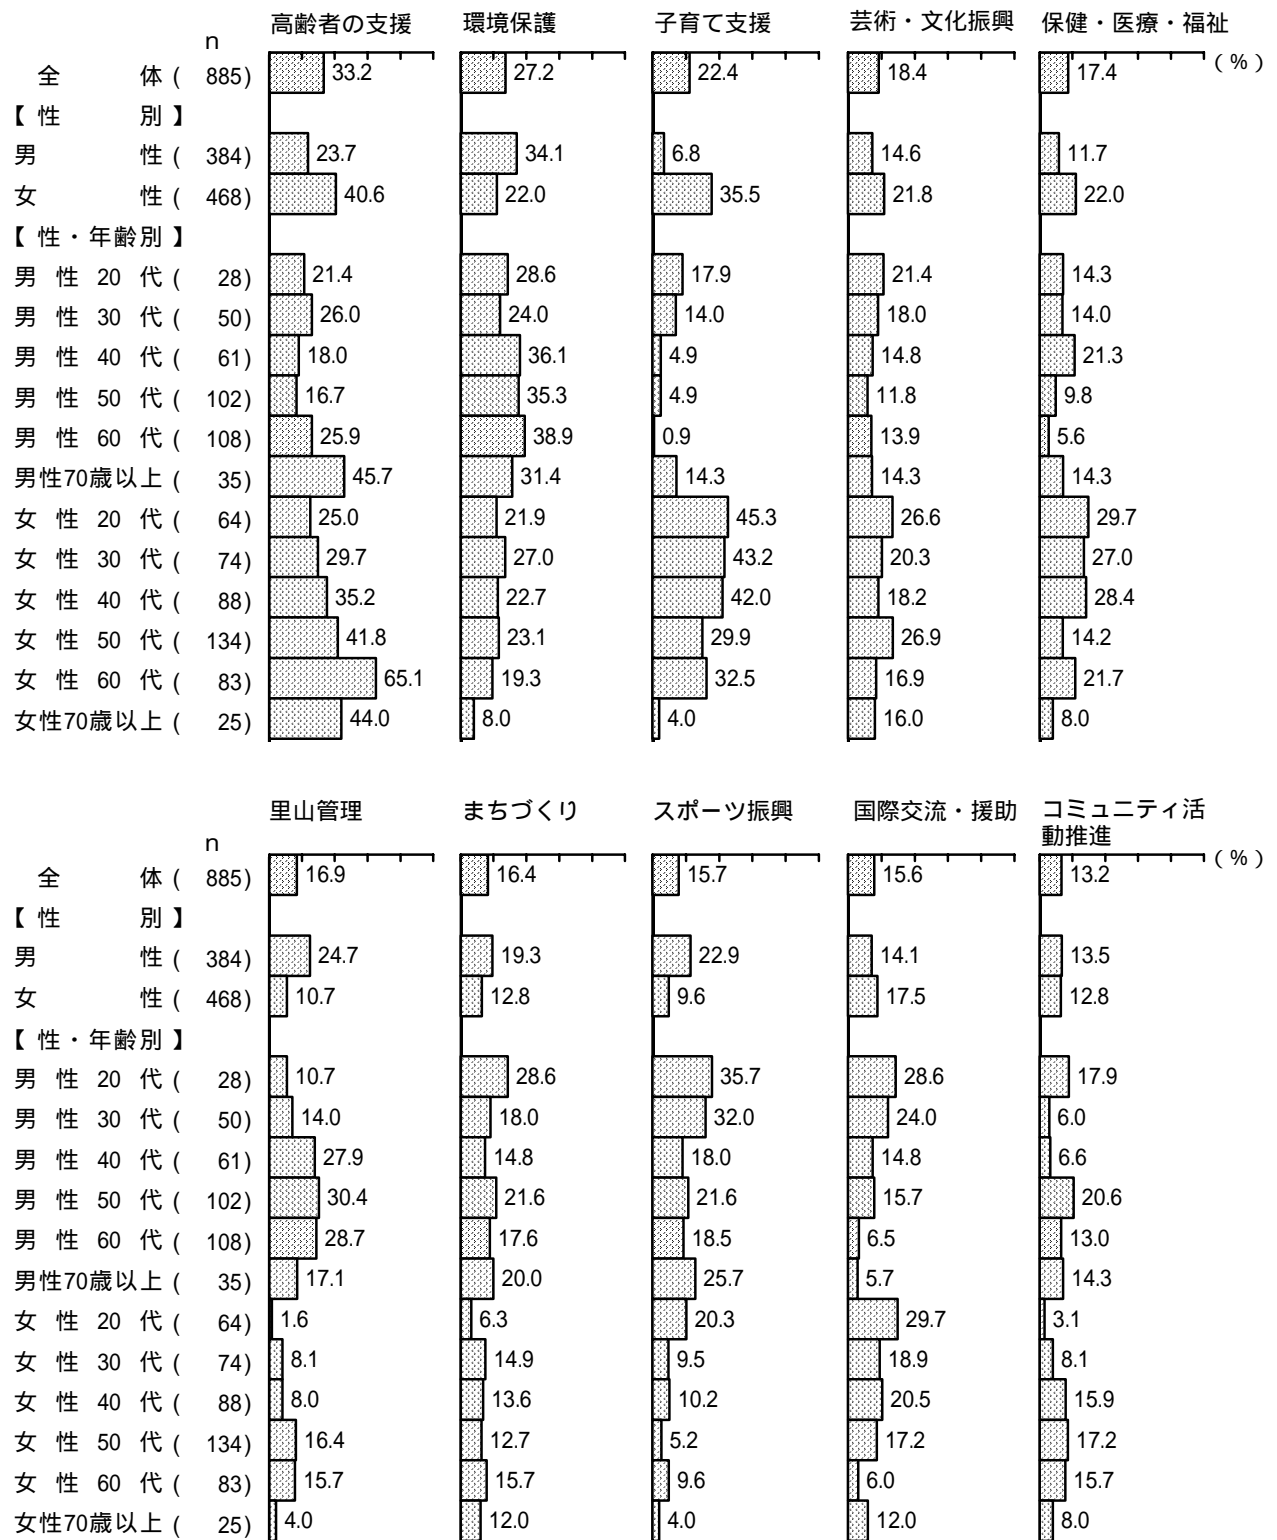 高齢者の支援 環境保護 子育て支援 芸術・文化振興 保健・医療・福祉
n
(%)
全 体( 885) 33.2 27.2 22.4 18.4 17.4
【性 別】
男 性( 384) 23.7 34.1 6.8 14.6 11.7
女 性( 468) 40.6 22.0 35.5 21.8 22.0
【性・年齢別】
男 性 20 代( 28) 21.4 28.6 17.9 21.4 14.3
男 性 30 代( 50) 26.0 24.0 14.0 18.0 14.0
男 性 40 代( 61) 18.0 36.1 4.9 14.8 21.3
男 性 50 代( 102) 16.7 35.3 4.9 11.8 9.8
男 性 60 代( 108) 25.9 38.9 0.9 13.9 5.6
男性70歳以上( 35) 45.7 31.4 14.3 14.3 14.3
女 性 20 代( 64) 25.0 21.9 45.3 26.6 29.7
女 性 30 代( 74) 29.7 27.0 43.2 20.3 27.0
女 性 40 代( 88) 35.2 22.7 42.0 18.2 28.4
女 性 50 代( 134) 41.8 23.1 29.9 26.9 14.2
女 性 60 代( 83) 65.1 19.3 32.5 16.9 21.7
女性70歳以上( 25) 44.0 8.0 4.0 16.0 8.0
里山管理 まちづくり スポーツ振興 国際交流・援助 コミュニティ活
動推進
n
(%)
全 体( 885) 16.9 16.4 15.7 15.6 13.2
【性 別】
男 性( 384) 24.7 19.3 22.9 14.1 13.5
女 性( 468) 10.7 12.8 9.6 17.5 12.8
【性・年齢別】
男 性 20 代( 28) 10.7 28.6 35.7 28.6 17.9
男 性 30 代( 50) 14.0 18.0 32.0 24.0 6.0
男 性 40 代( 61) 27.9 14.8 18.0 14.8 6.6
男 性 50 代( 102) 30.4 21.6 21.6 15.7 20.6
男 性 60 代( 108) 28.7 17.6 18.5 6.5 13.0
男性70歳以上( 35) 17.1 20.0 25.7 5.7 14.3
女 性 20 代( 64) 1.6 6.3 20.3 29.7 3.1
女 性 30 代( 74) 8.1 14.9 9.5 18.9 8.1
女 性 40 代( 88) 8.0 13.6 10.2 20.5 15.9
女 性 50 代( 134) 16.4 12.7 5.2 17.2 17.2
女 性 60 代( 83) 15.7 15.7 9.6 6.0 15.7
女性70歳以上( 25) 4.0 12.0 4.0 12.0 8.0